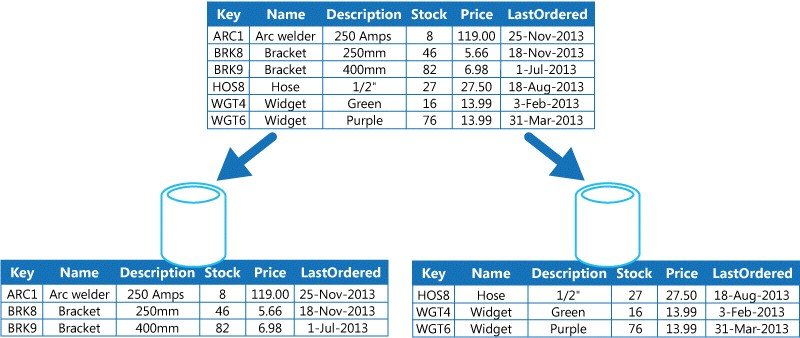 Key Name Description Stock Price LastOrdered
ARC1 Arc welder 250 Amps 8 119.00 25-Nov-2013
BRK8 Bracket 250mm 46 5.66 18-Nov-2013
BRK9 Bracket 400mm 82 6.98 1-Jul-2013
HOS8 Hose 1/2" 27 27.50 18-Aug-2013
WGT4 Widget Green 16 13.99 3-Feb-2013
WGT6 Widget Purple 76 13.99 31-Mar-2013
Key Name Description Stock Price LastOrdered
ARC1 Arc welder 250 Amps 8 119.00 25-Nov-2013
BRK8 Bracket 250mm 46 5.66 18-Nov-2013
BRK9 Bracket 400mm 82 6.98 1-Jul-2013
Key Name Description Stock Price LastOrdered
HOS8 Hose 1/2" 27 27.50 18-Aug-2013
WGT4 Widget Green 16 13.99 3-Feb-2013
WGT6 Widget Purple 76 13.99 31-Mar-2013